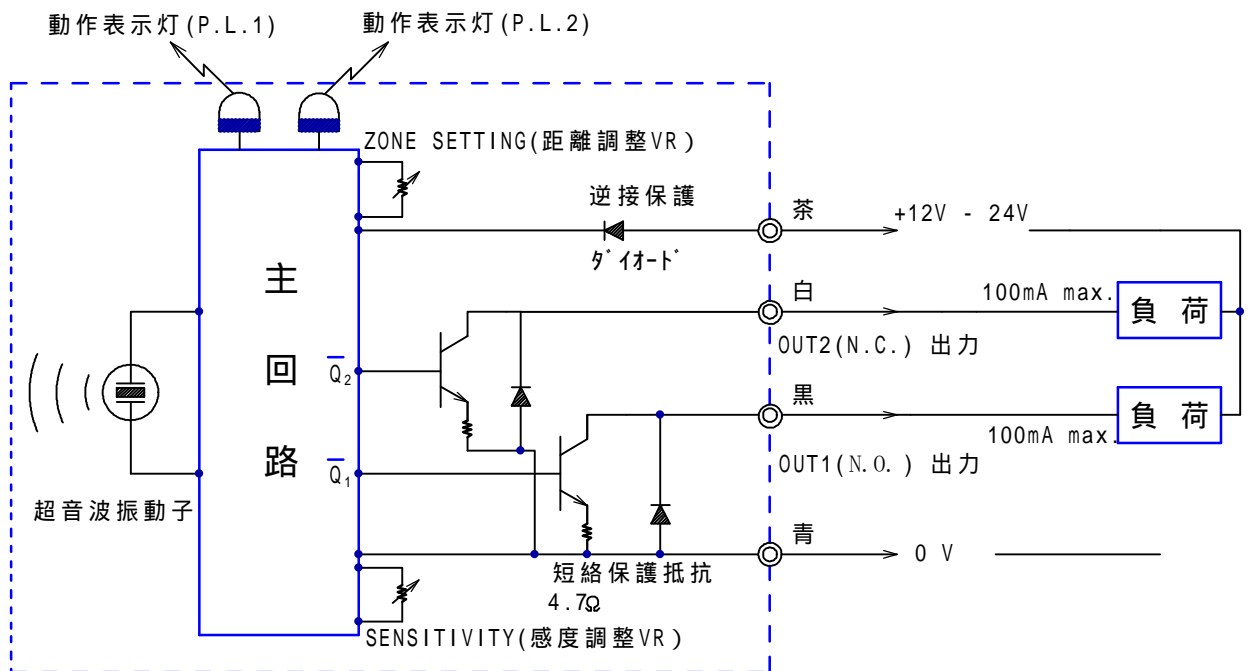 動作表示灯(P.L.1)
動作表示灯(P.L.2)
ZONE SETTING(距離調整VR)
逆接保護
ダイオード
茶
+12V - 24V
主回路
白
100mA max.
負荷
OUT2(N.C.) 出力
Q̅₂
黒
100mA max.
負荷
OUT1(N.O.) 出力
Q̅₁
超音波振動子
青
0 V
短絡保護抵抗
4.7Ω
SENSITIVITY(感度調整VR)